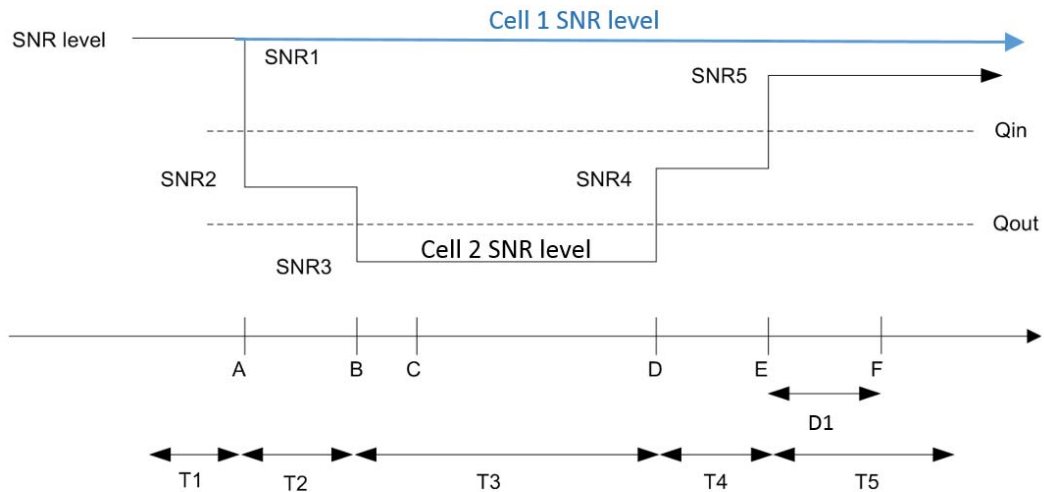 Cell 1 SNR level
SNR level
SNR1
SNR5
Qin
SNR2
SNR4
Qout
Cell 2 SNR level
SNR3
A B C D E F
D1
T1 T2 T3 T4 T5